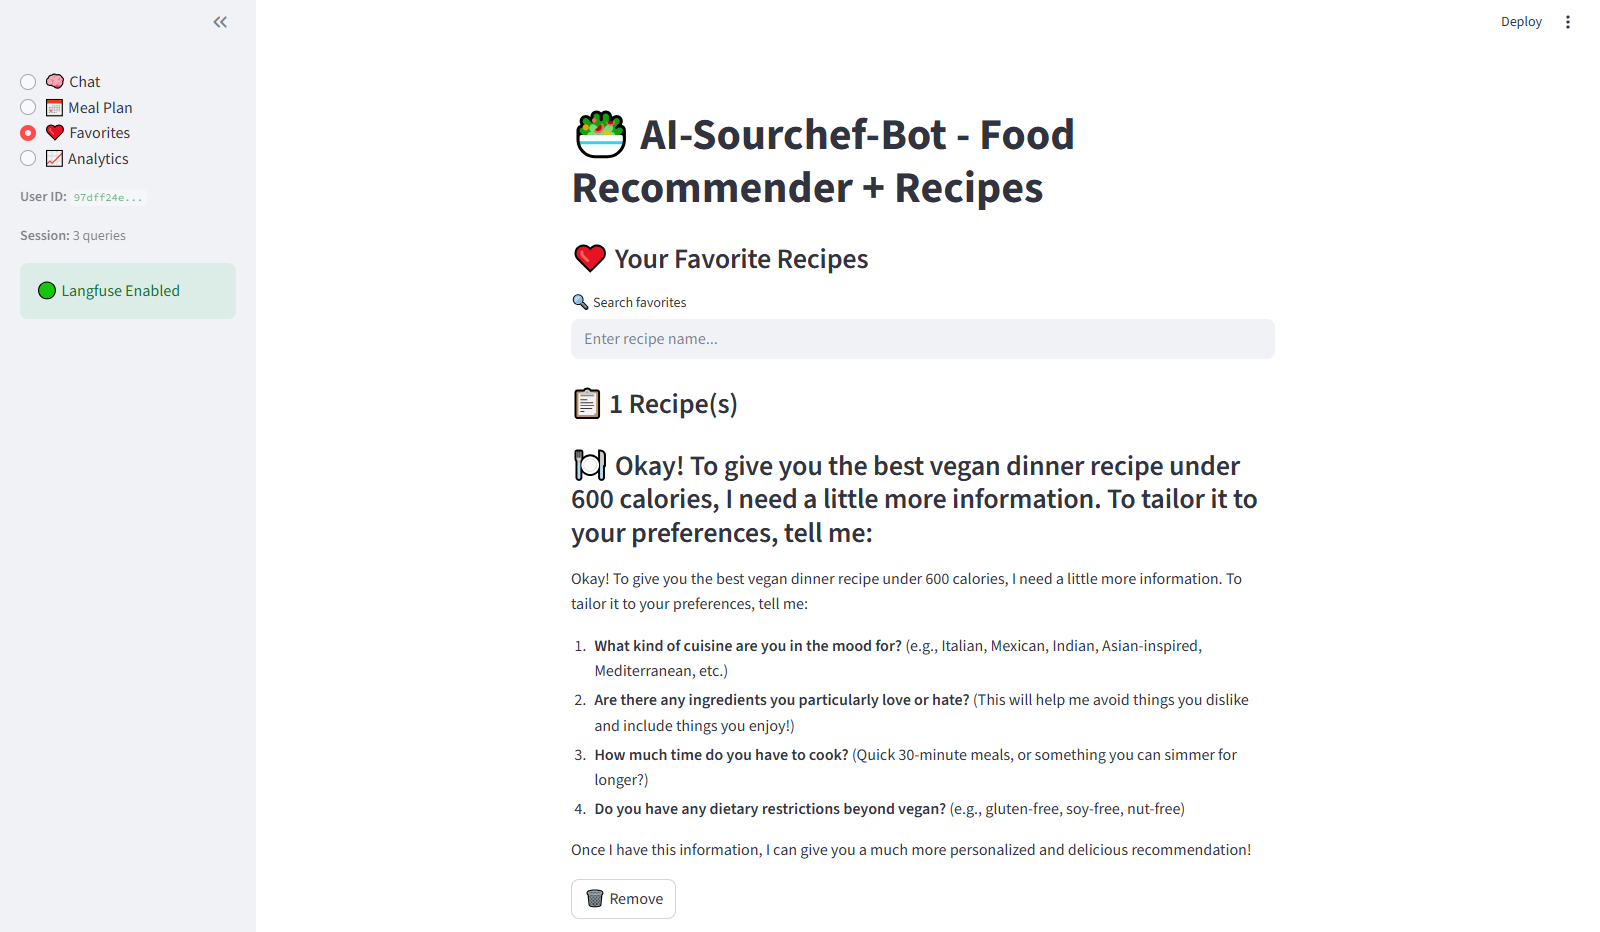 Deploy
Chat
Meal Plan
Favorites
Analytics
User ID: 97dff24e...
Session: 3 queries
Langfuse Enabled
AI-Sourchef-Bot - Food
Recommender + Recipes
Your Favorite Recipes
Search favorites
Enter recipe name...
1 Recipe(s)
Okay! To give you the best vegan dinner recipe under
600 calories, I need a little more information. To tailor it to
your preferences, tell me:
Okay! To give you the best vegan dinner recipe under 600 calories, I need a little more information. To
tailor it to your preferences, tell me:
1. What kind of cuisine are you in the mood for? (e.g., Italian, Mexican, Indian, Asian-inspired,
Mediterranean, etc.)
2. Are there any ingredients you particularly love or hate? (This will help me avoid things you dislike
and include things you enjoy!)
3. How much time do you have to cook? (Quick 30-minute meals, or something you can simmer for
longer?)
4. Do you have any dietary restrictions beyond vegan? (e.g., gluten-free, soy-free, nut-free)
Once I have this information, I can give you a much more personalized and delicious recommendation!
Remove